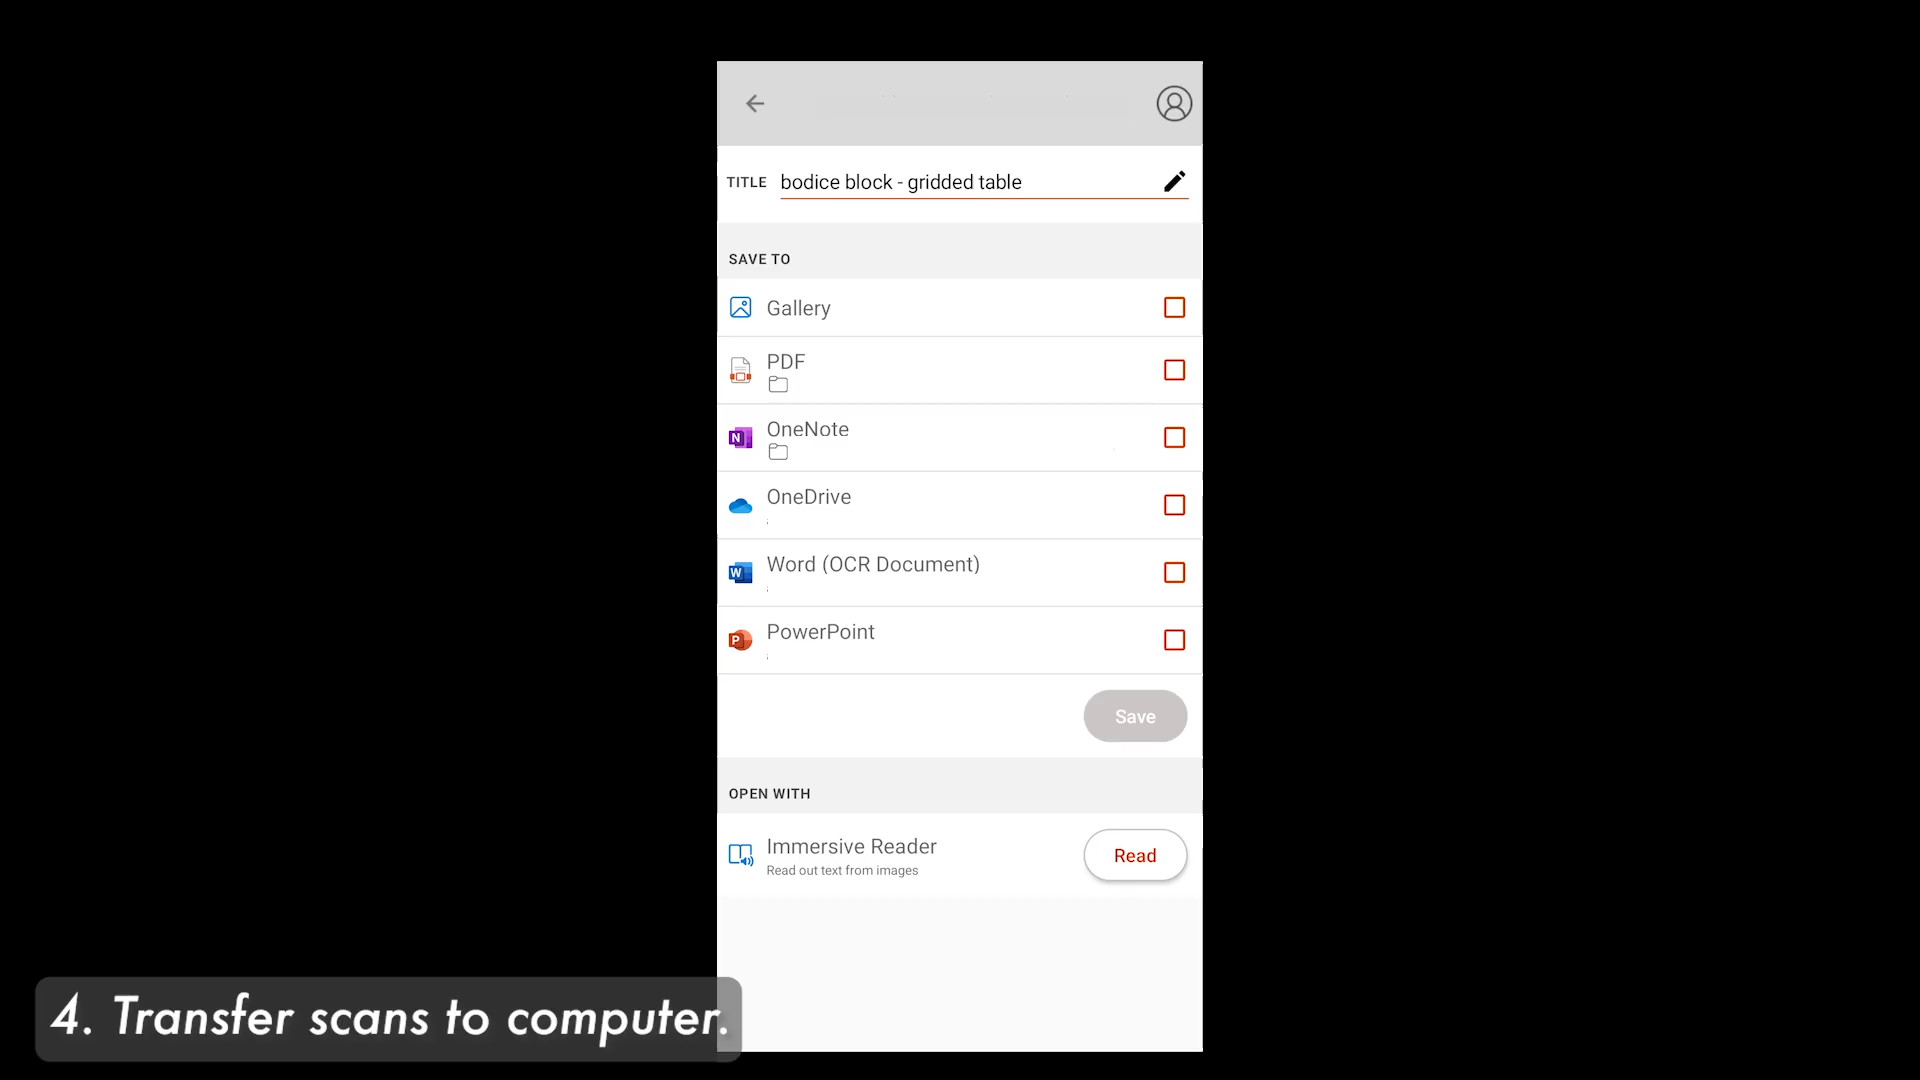 TITLE bodice block - gridded table
SAVE TO
Gallery
PDF
OneNote
OneDrive
Word (OCR Document)
PowerPoint
Save
OPEN WITH
Immersive Reader
Read out text from images
Read
4. Transfer scans to computer.